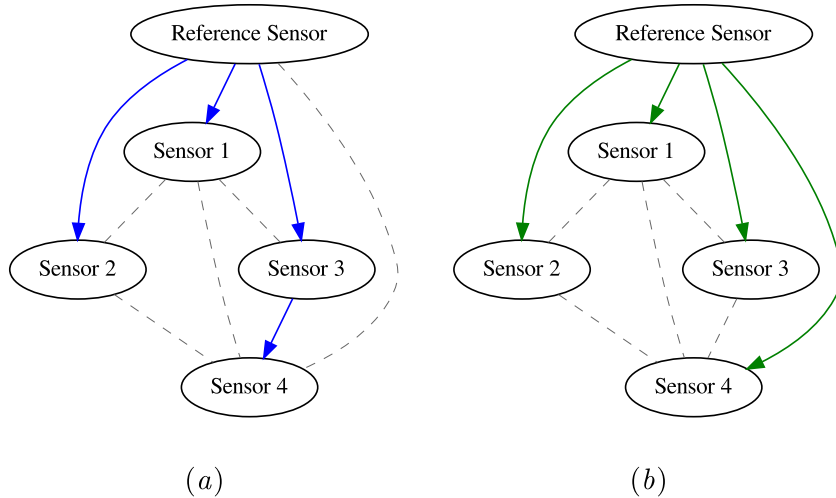 Reference Sensor
Sensor 1
Sensor 2
Sensor 3
Sensor 4
(a)
Reference Sensor
Sensor 1
Sensor 2
Sensor 3
Sensor 4
(b)